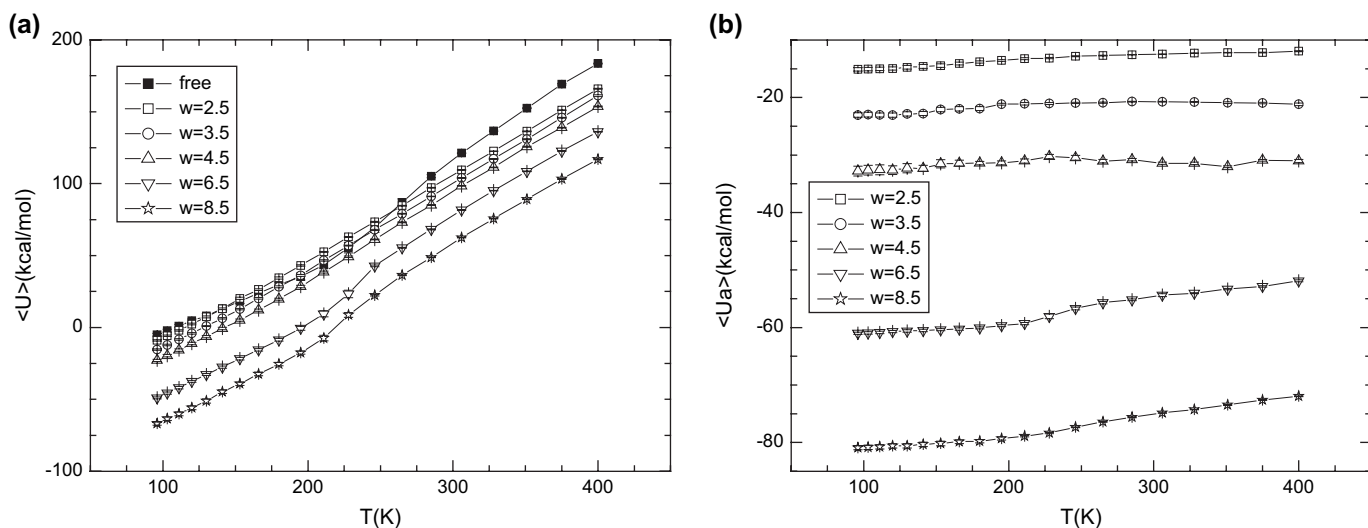 (a)
200
100
0
-100
<U>(kcal/mol)
free
w=2.5
w=3.5
w=4.5
w=6.5
w=8.5
100 200 300 400
T(K)
(b)
-20
-40
-60
-80
<Ua>(kcal/mol)
w=2.5
w=3.5
w=4.5
w=6.5
w=8.5
100 200 300 400
T(K)